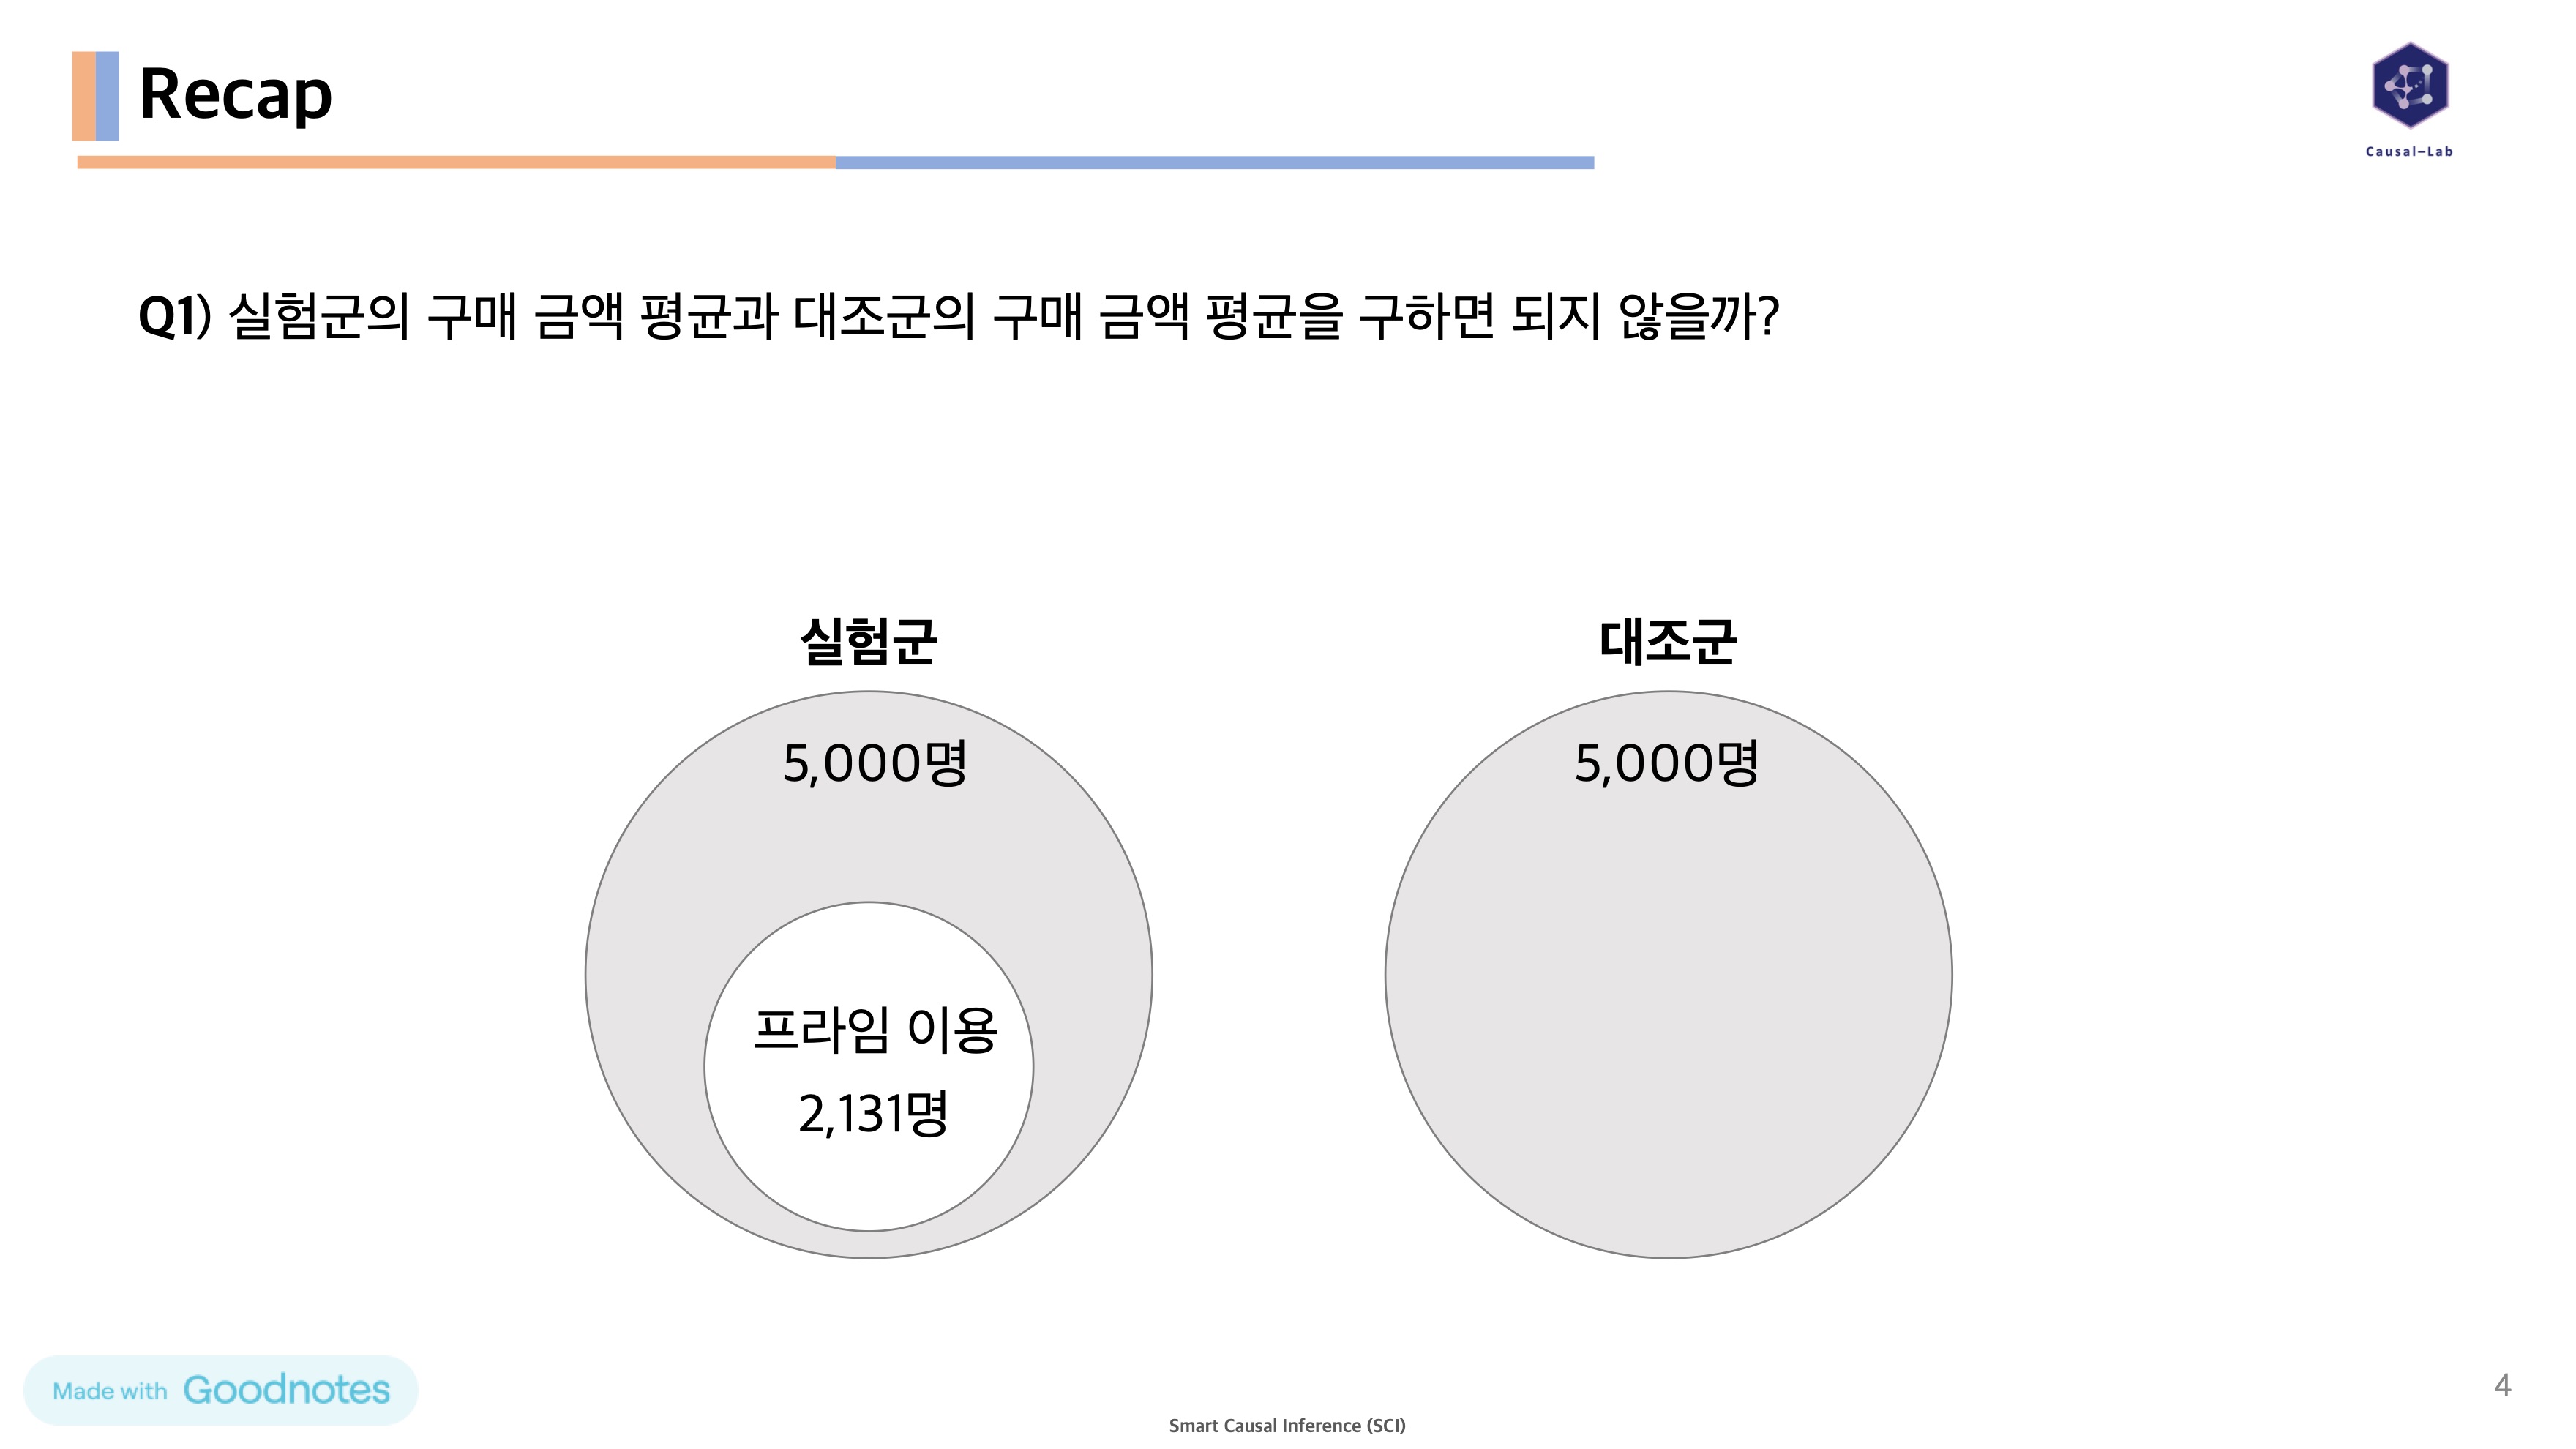 Recap
Causal-Lab
Q1) 실험군의 구매 금액 평균과 대조군의 구매 금액 평균을 구하면 되지 않을까?
실험군
대조군
5,000명
5,000명
프라임 이용
2,131명
Made with Goodnotes
4
Smart Causal Inference (SCI)